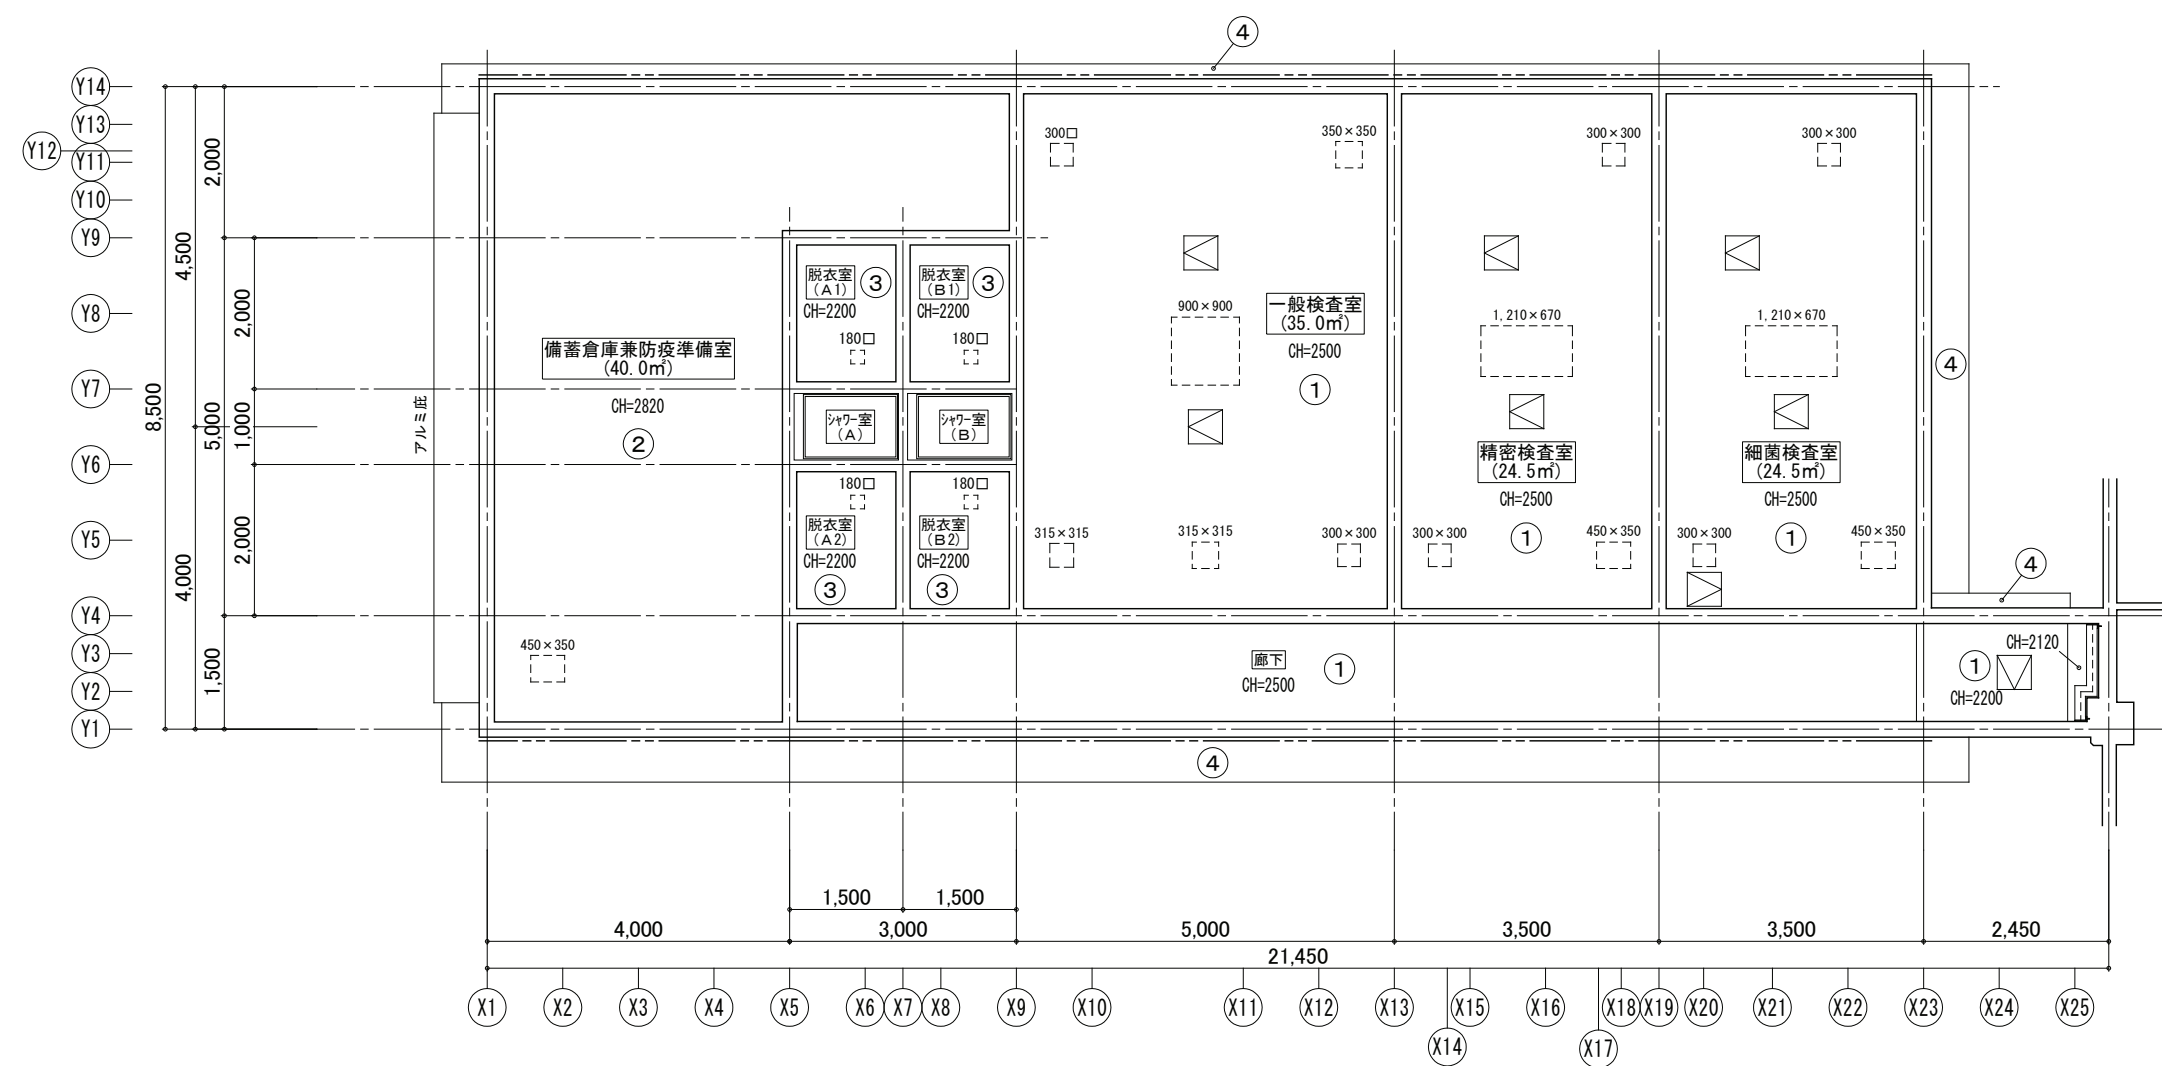 ④
Y14
Y13
Y12
Y11
Y10
Y9
Y8
Y7
Y6
Y5
Y4
Y3
Y2
Y1
8,500
4,500
4,000
2,000
5,000
1,500
2,000
1,000
2,000
アルミ庇
備蓄倉庫兼防疫準備室
(40.0㎡)
CH=2820
②
450×350
脱衣室
(A1)
③
CH=2200
180□
脱衣室
(B1)
③
CH=2200
180□
シャワー室
(A)
シャワー室
(B)
180□
脱衣室
(A2)
CH=2200
③
180□
脱衣室
(B2)
CH=2200
③
300□
350×350
900×900
一般検査室
(35.0㎡)
CH=2500
①
315×315
315×315
300×300
300×300
1,210×670
精密検査室
(24.5㎡)
CH=2500
①
300×300
450×350
300×300
1,210×670
細菌検査室
(24.5㎡)
CH=2500
①
300×300
450×350
④
④
廊下
CH=2500
①
CH=2120
①
CH=2200
④
1,500
1,500
4,000
3,000
5,000
3,500
3,500
2,450
21,450
X1
X2
X3
X4
X5
X6
X7
X8
X9
X10
X11
X12
X13
X14
X15
X16
X17
X18
X19
X20
X21
X22
X23
X24
X25